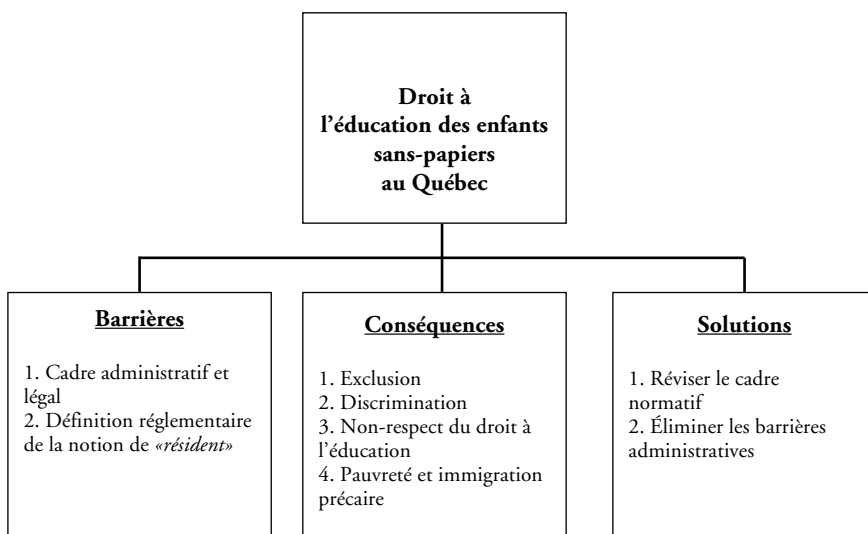 Droit à
l'éducation des enfants
sans-papiers
au Québec
Barrières
1. Cadre administratif et
légal
2. Définition réglementaire
de la notion de «résident»
Conséquences
1. Exclusion
2. Discrimination
3. Non-respect du droit à
l'éducation
4. Pauvreté et immigration
précaire
Solutions
1. Réviser le cadre
normatif
2. Éliminer les barrières
administratives